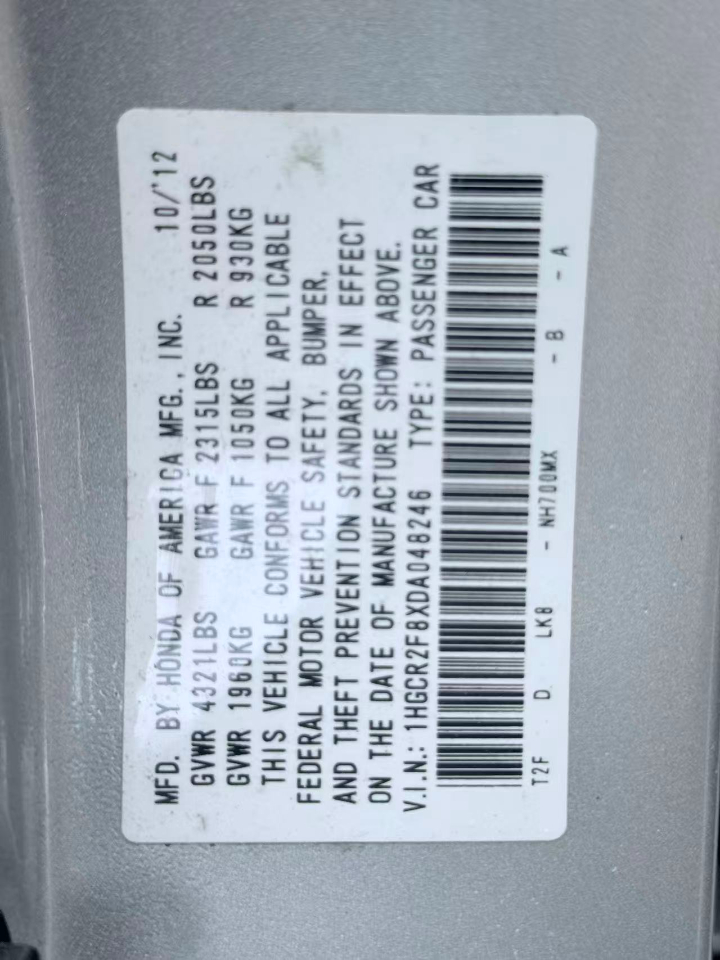 MFD. BY HONDA OF AMERICA MFG., INC. 10/'12
GVWR 4321LBS GAWR F 2315LBS R 2050LBS
GVWR 1960KG GAWR F 1050KG R 930KG
THIS VEHICLE CONFORMS TO ALL APPLICABLE
FEDERAL MOTOR VEHICLE SAFETY, BUMPER,
AND THEFT PREVENTION STANDARDS IN EFFECT
ON THE DATE OF MANUFACTURE SHOWN ABOVE.
V.I.N.: 1HGCR2F8XDA048246 TYPE: PASSENGER CAR
T2F D LK8 - NH700MX - B - A